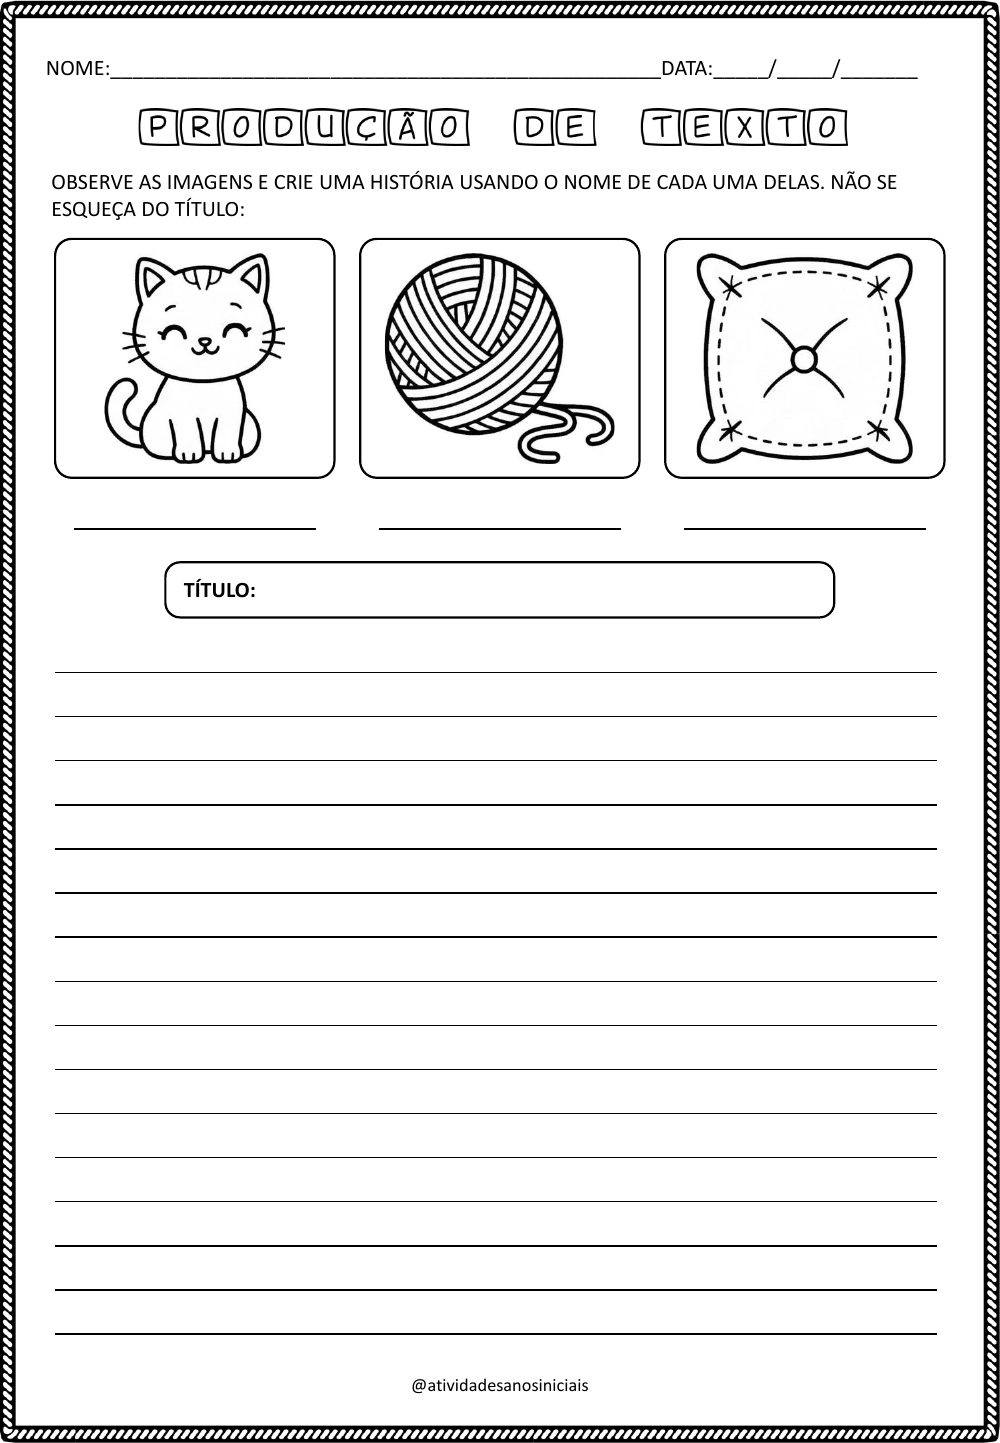 NOME:__________________________________________________DATA:_____/_____/_______
PRODUÇÃO DE TEXTO
OBSERVE AS IMAGENS E CRIE UMA HISTÓRIA USANDO O NOME DE CADA UMA DELAS. NÃO SE
ESQUEÇA DO TÍTULO:
TÍTULO:
@atividadesanosiniciais